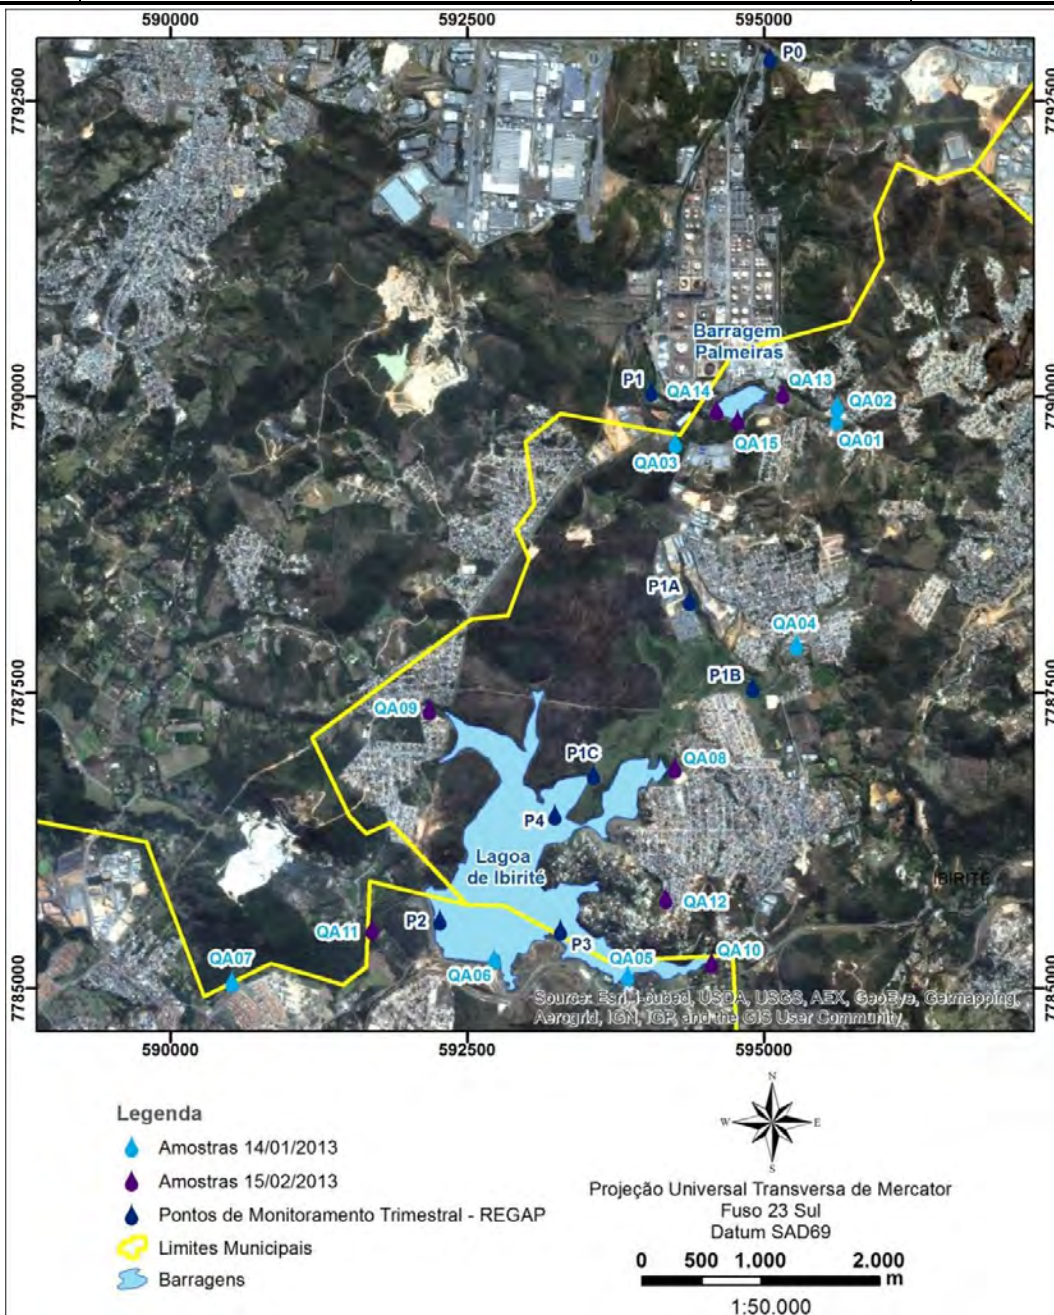 590000 592500 595000
P0
7792500 7792500
Barragem
Palmeiras
P1
QA14
QA13
7790000 7790000
QA02
QA01
QA15
QA03
P1A
QA04
P1B
7787500 7787500
QA09
P1C
QA08
P4
Lagoa
de Ibirité
IBIRITÉ
QA12
P2
QA11
P3
QA07
QA06
QA05
QA10
7785000 7785000
Source: Esri, i-cubed, USDA, USGS, AEX, GeoEye, Getmapping,
Aerogrid, IGN, IGP, and the GIS User Community
590000 592500 595000
Legenda
Amostras 14/01/2013
Amostras 15/02/2013
Pontos de Monitoramento Trimestral - REGAP
Limites Municipais
Barragens
N
W E
S
Projeção Universal Transversa de Mercator
Fuso 23 Sul
Datum SAD69
0 500 1.000 2.000
m
1:50.000